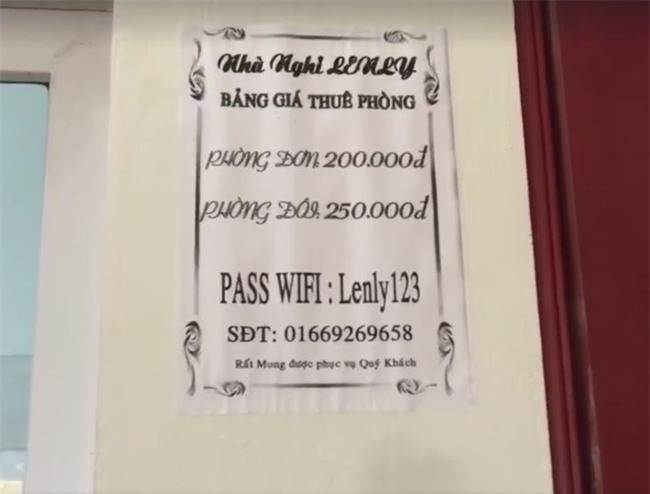 Nhà Nghỉ LENLY
BẢNG GIÁ THUÊ PHÒNG
PHÒNG ĐƠN: 200.000đ
PHÒNG ĐÔI: 250.000đ
PASS WIFI : Lenly123
SĐT: 01669269658
Rất Mong được phục vụ Quý Khách